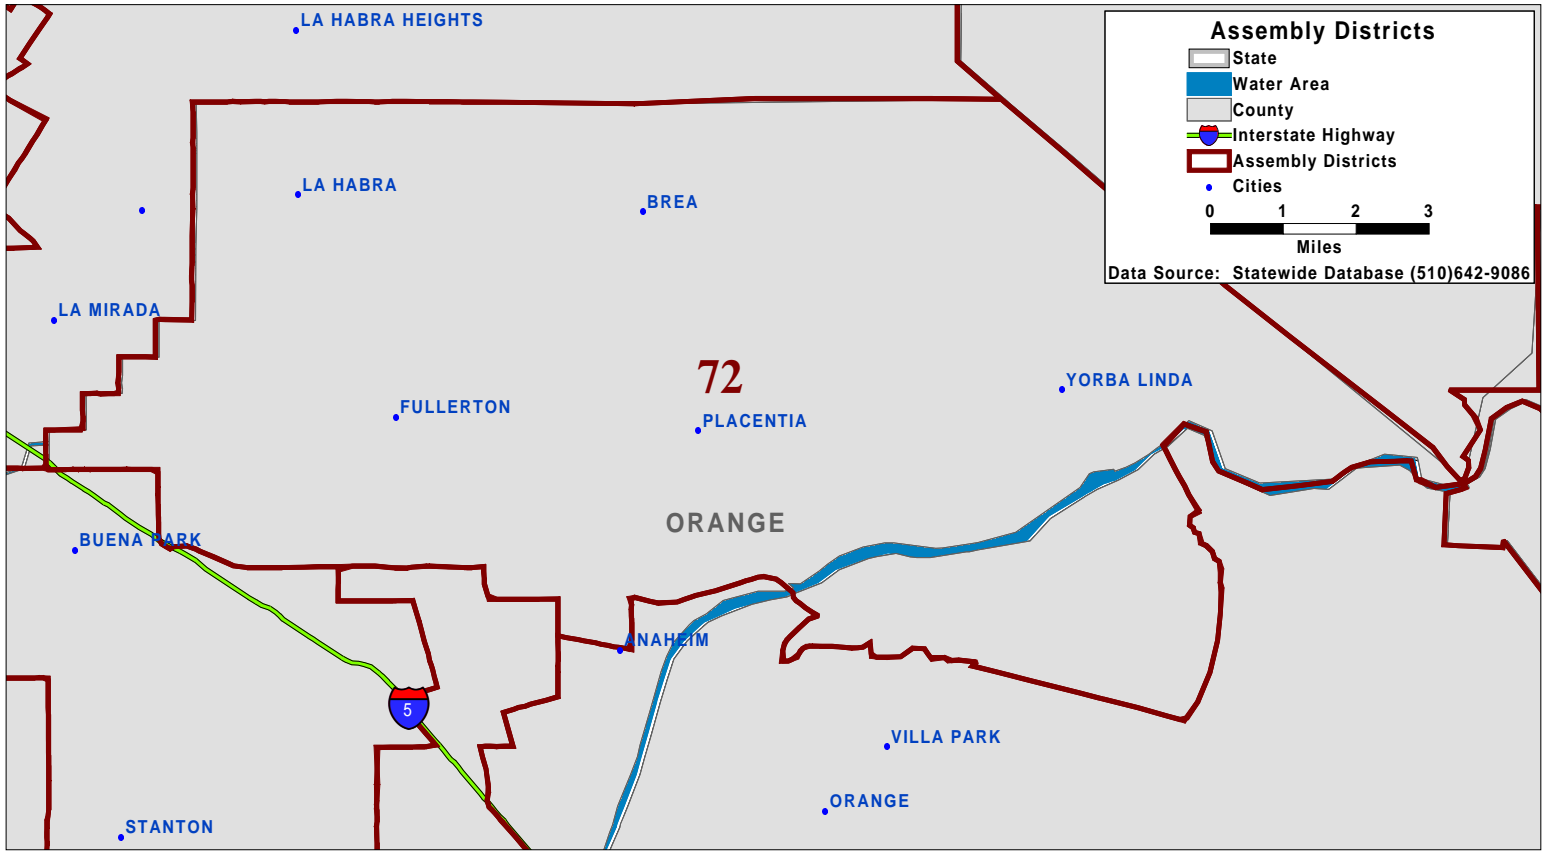 LA HABRA HEIGHTS
Assembly Districts
State
Water Area
County
Interstate Highway
Assembly Districts
Cities
0 1 2 3
Miles
Data Source: Statewide Database (510)642-9086
LA HABRA
BREA
LA MIRADA
72
YORBA LINDA
FULLERTON
PLACENTIA
ORANGE
BUENA PARK
ANAHEIM
5
VILLA PARK
ORANGE
STANTON